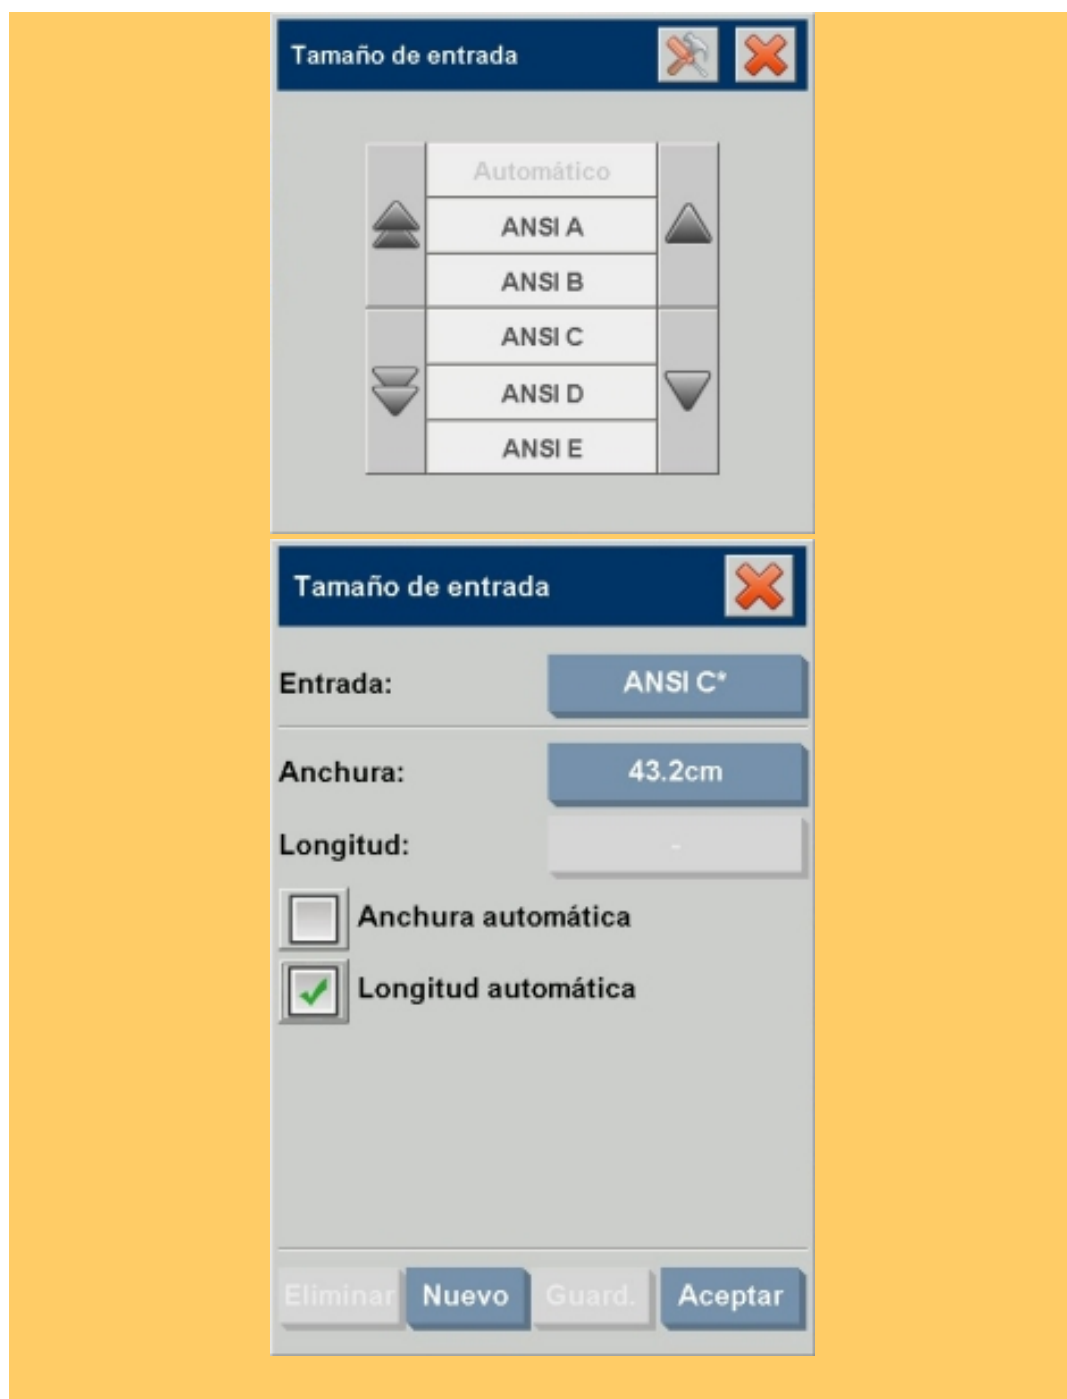 Tamaño de entrada
Automático
ANSI A
ANSI B
ANSI C
ANSI D
ANSI E
Tamaño de entrada
Entrada: ANSI C*
Anchura: 43.2cm
Longitud: -
Anchura automática
Longitud automática
Eliminar Nuevo Guard. Aceptar